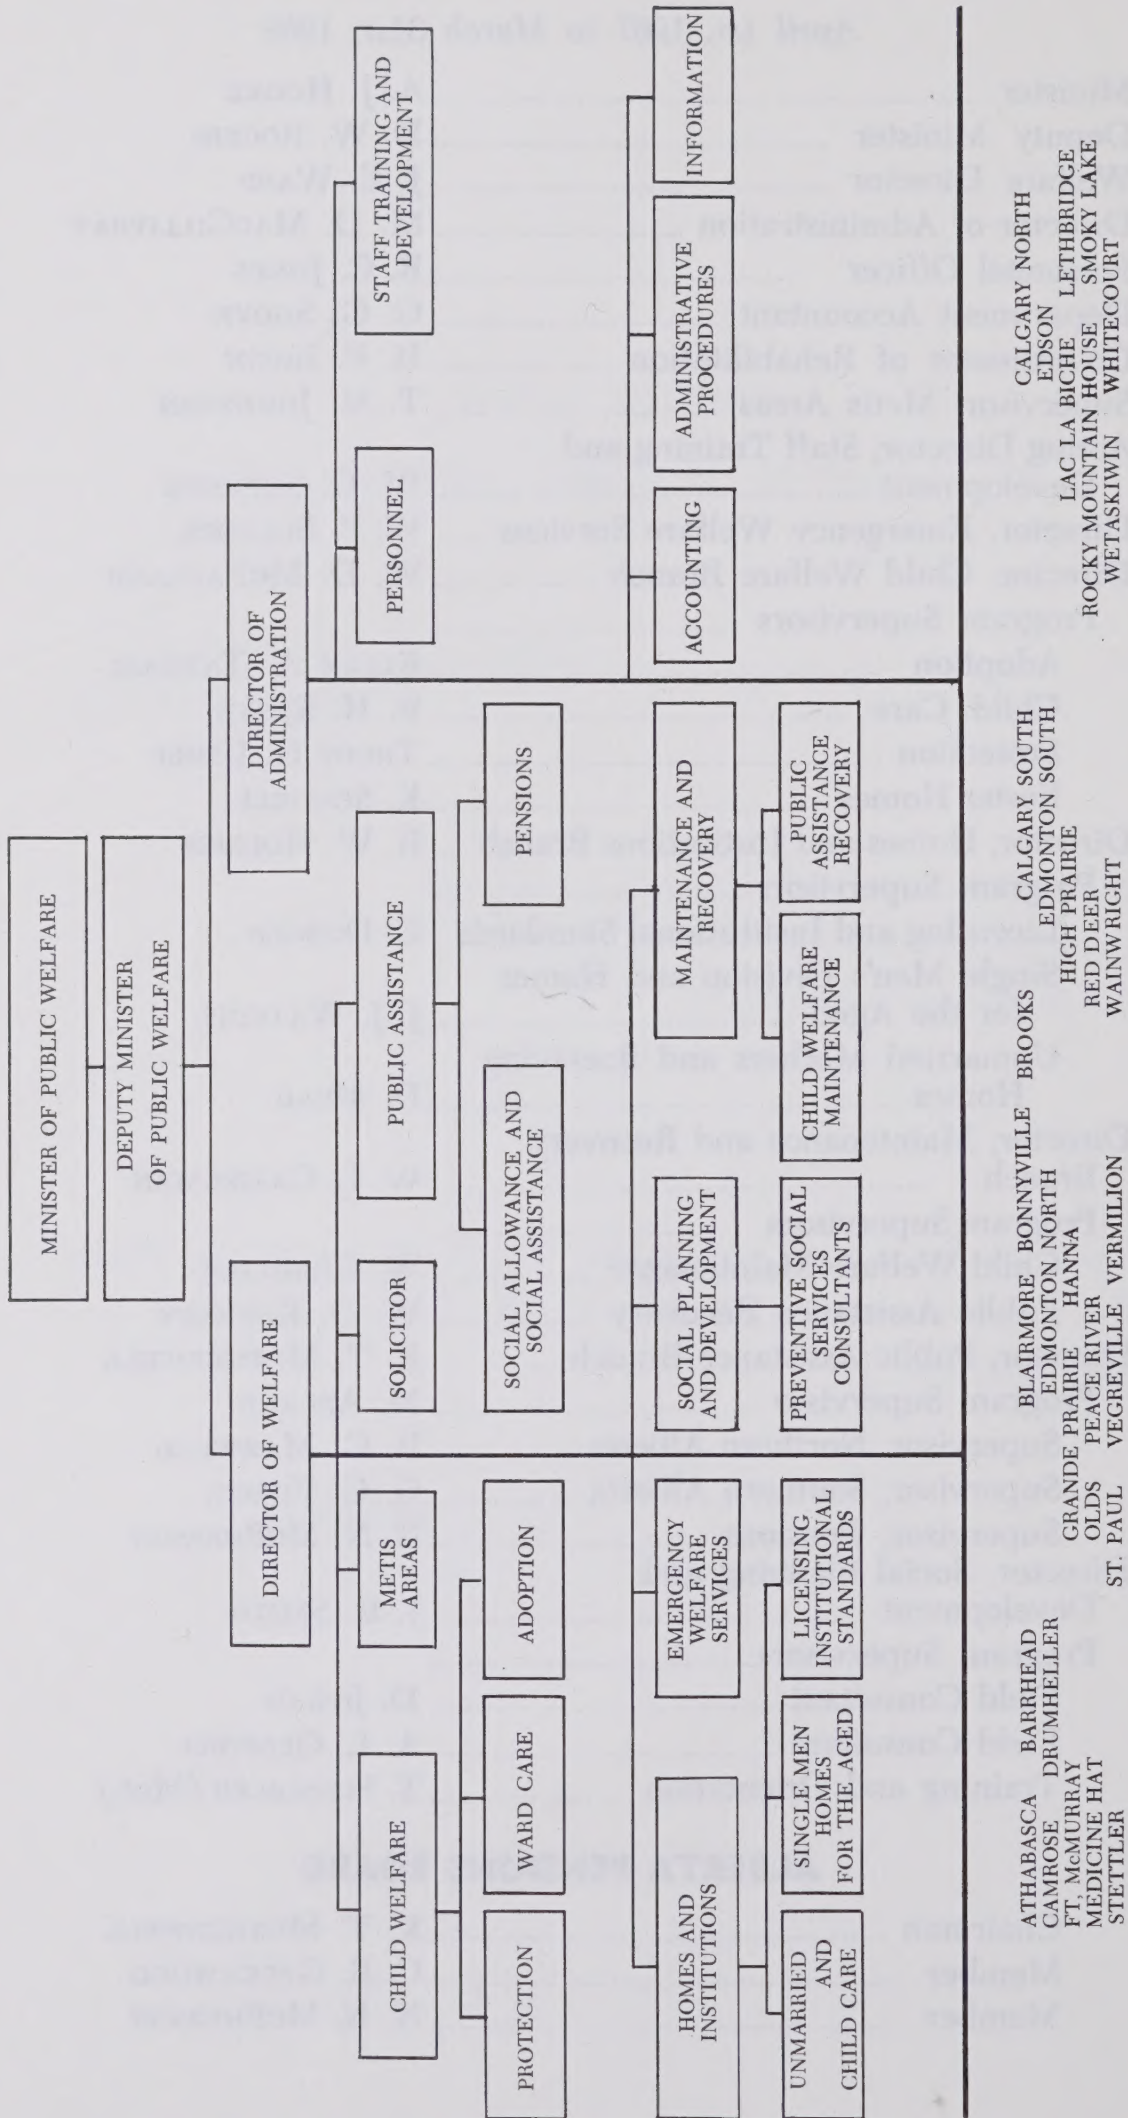 MINISTER OF PUBLIC WELFARE
DEPUTY MINISTER
OF PUBLIC WELFARE
DIRECTOR OF WELFARE
DIRECTOR OF
ADMINISTRATION
CHILD WELFARE
METIS
AREAS
SOLICITOR
PUBLIC ASSISTANCE
PERSONNEL
STAFF TRAINING AND
DEVELOPMENT
PROTECTION
WARD CARE
ADOPTION
SOCIAL ALLOWANCE AND
SOCIAL ASSISTANCE
PENSIONS
HOMES AND
INSTITUTIONS
EMERGENCY
WELFARE
SERVICES
SOCIAL PLANNING
AND DEVELOPMENT
MAINTENANCE AND
RECOVERY
ACCOUNTING
ADMINISTRATIVE
PROCEDURES
INFORMATION
UNMARRIED
AND
CHILD CARE
SINGLE MEN
HOMES
FOR THE AGED
LICENSING
INSTITUTIONAL
STANDARDS
PREVENTIVE SOCIAL
SERVICES
CONSULTANTS
CHILD WELFARE
MAINTENANCE
PUBLIC
ASSISTANCE
RECOVERY
ATHABASCA BARRHEAD BLAIRMORE BONNVILLE BROOKS CALGARY SOUTH CALGARY NORTH
CAMROSE DRUMHELLER EDMONTON NORTH EDMONTON SOUTH EDSON
FT. McMURRAY GRANDE PRAIRIE HANNA HIGH PRAIRIE LAC LA BICHE LETHBRIDGE
MEDICINE HAT OLDS PEACE RIVER RED DEER ROCKY MOUNTAIN HOUSE SMOKY LAKE
STETTLER ST. PAUL VEGREVILLE VERMILION WAINWRIGHT WETASKIWIN WHITECOURT